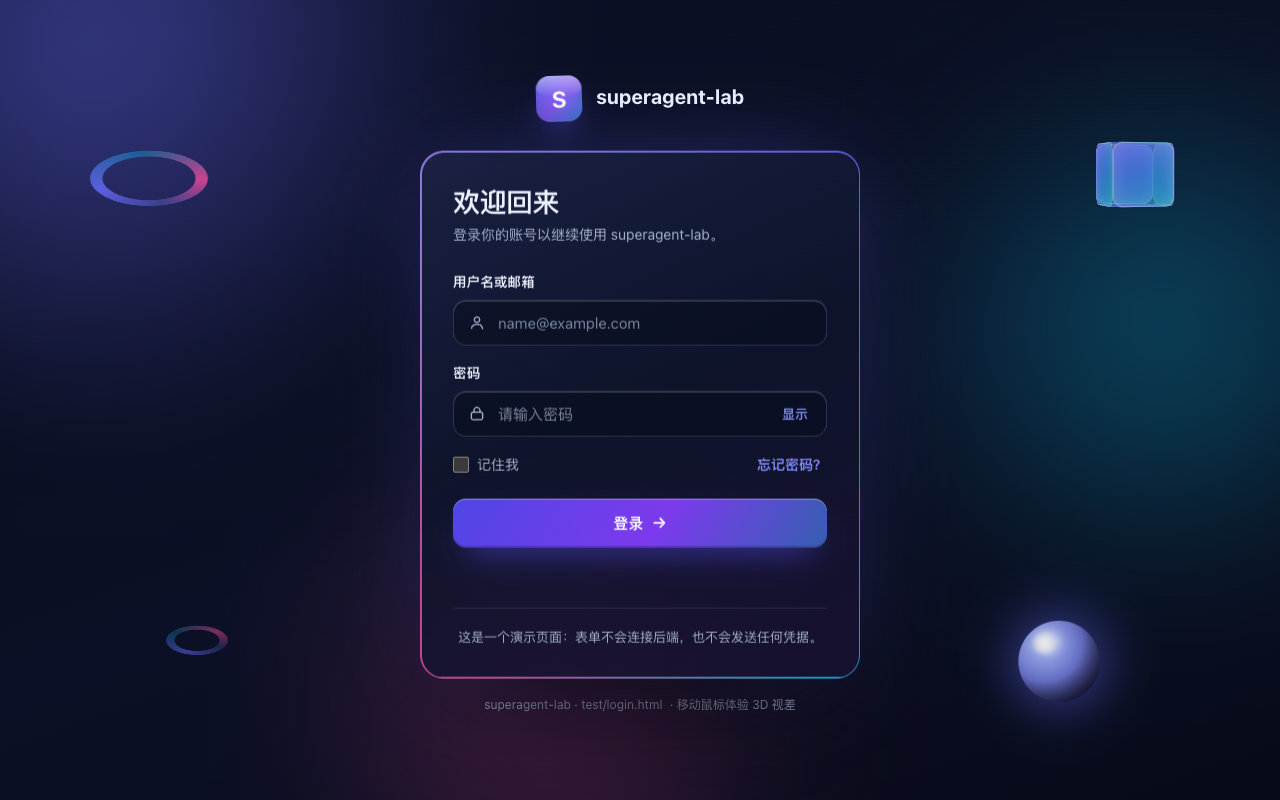 S superagent-lab
欢迎回来
登录你的账号以继续使用 superagent-lab。
用户名或邮箱
name@example.com
密码
请输入密码 显示
记住我 忘记密码?
登录 →
这是一个演示页面：表单不会连接后端，也不会发送任何凭据。
superagent-lab · test/login.html · 移动鼠标体验 3D 视差